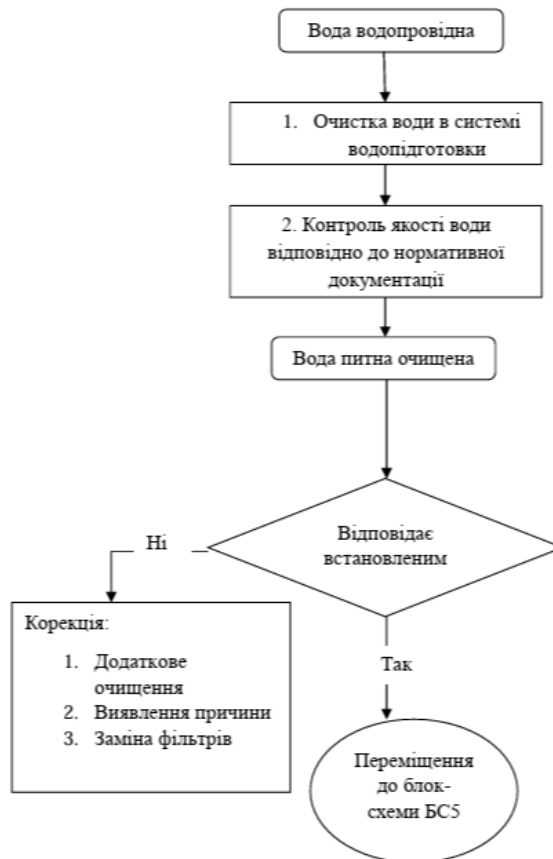 Вода водопровідна
1. Очистка води в системі
водопідготовки
2. Контроль якості води
відповідно до нормативної
документації
Вода питна очищена
Відповідає
встановленим
Ні
Корекція:
1. Додаткове
очищення
2. Виявлення причини
3. Заміна фільтрів
Так
Переміщення
до блок-
схеми БС5